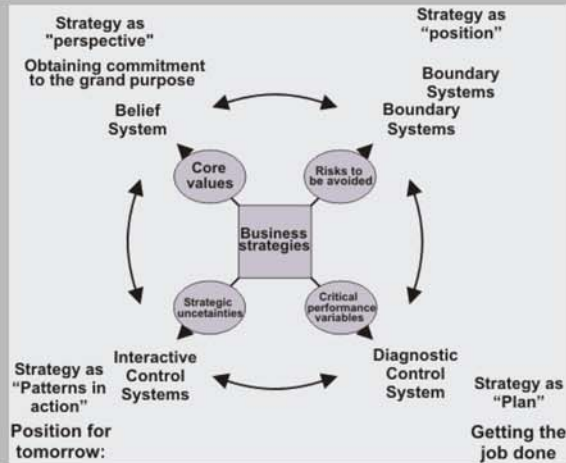 Strategy as
"perspective"
Obtaining commitment
to the grand purpose
Belief
System
Strategy as
“position”
Boundary
Systems
Boundary
Systems
Core
values
Risks to
be avoided
Business
strategies
Strategic
uncetainties
Critical
performance
variables
Strategy as
“Patterns in
action”
Position for
tomorrow:
Interactive
Control
Systems
Diagnostic
Control
System
Strategy as
“Plan”
Getting the
job done